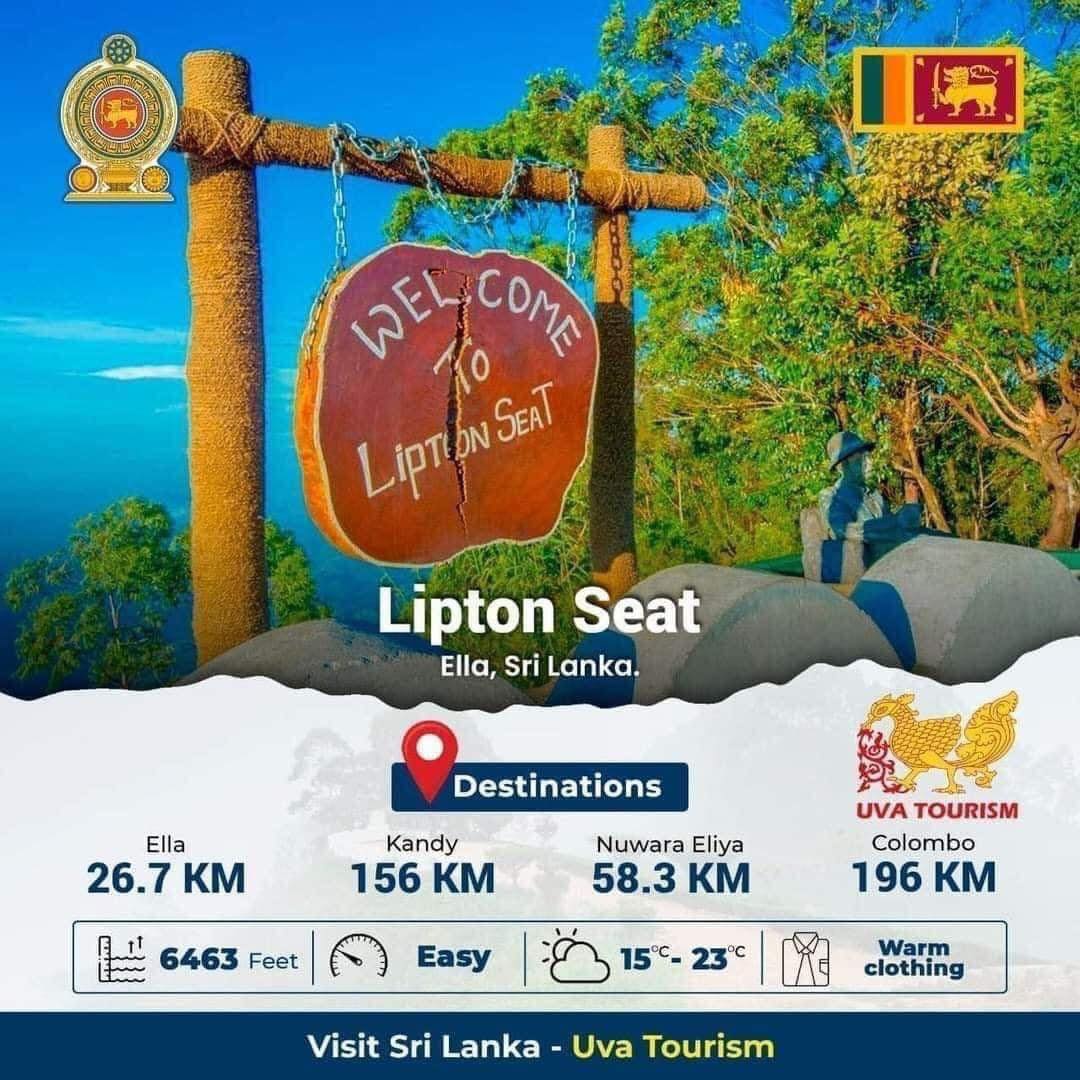 WELCOME
TO
LIPTON SEAT
Lipton Seat
Ella, Sri Lanka.
Destinations
UVA TOURISM
Ella
26.7 KM
Kandy
156 KM
Nuwara Eliya
58.3 KM
Colombo
196 KM
6463 Feet
Easy
15°C- 23°C
Warm
clothing
Visit Sri Lanka - Uva Tourism